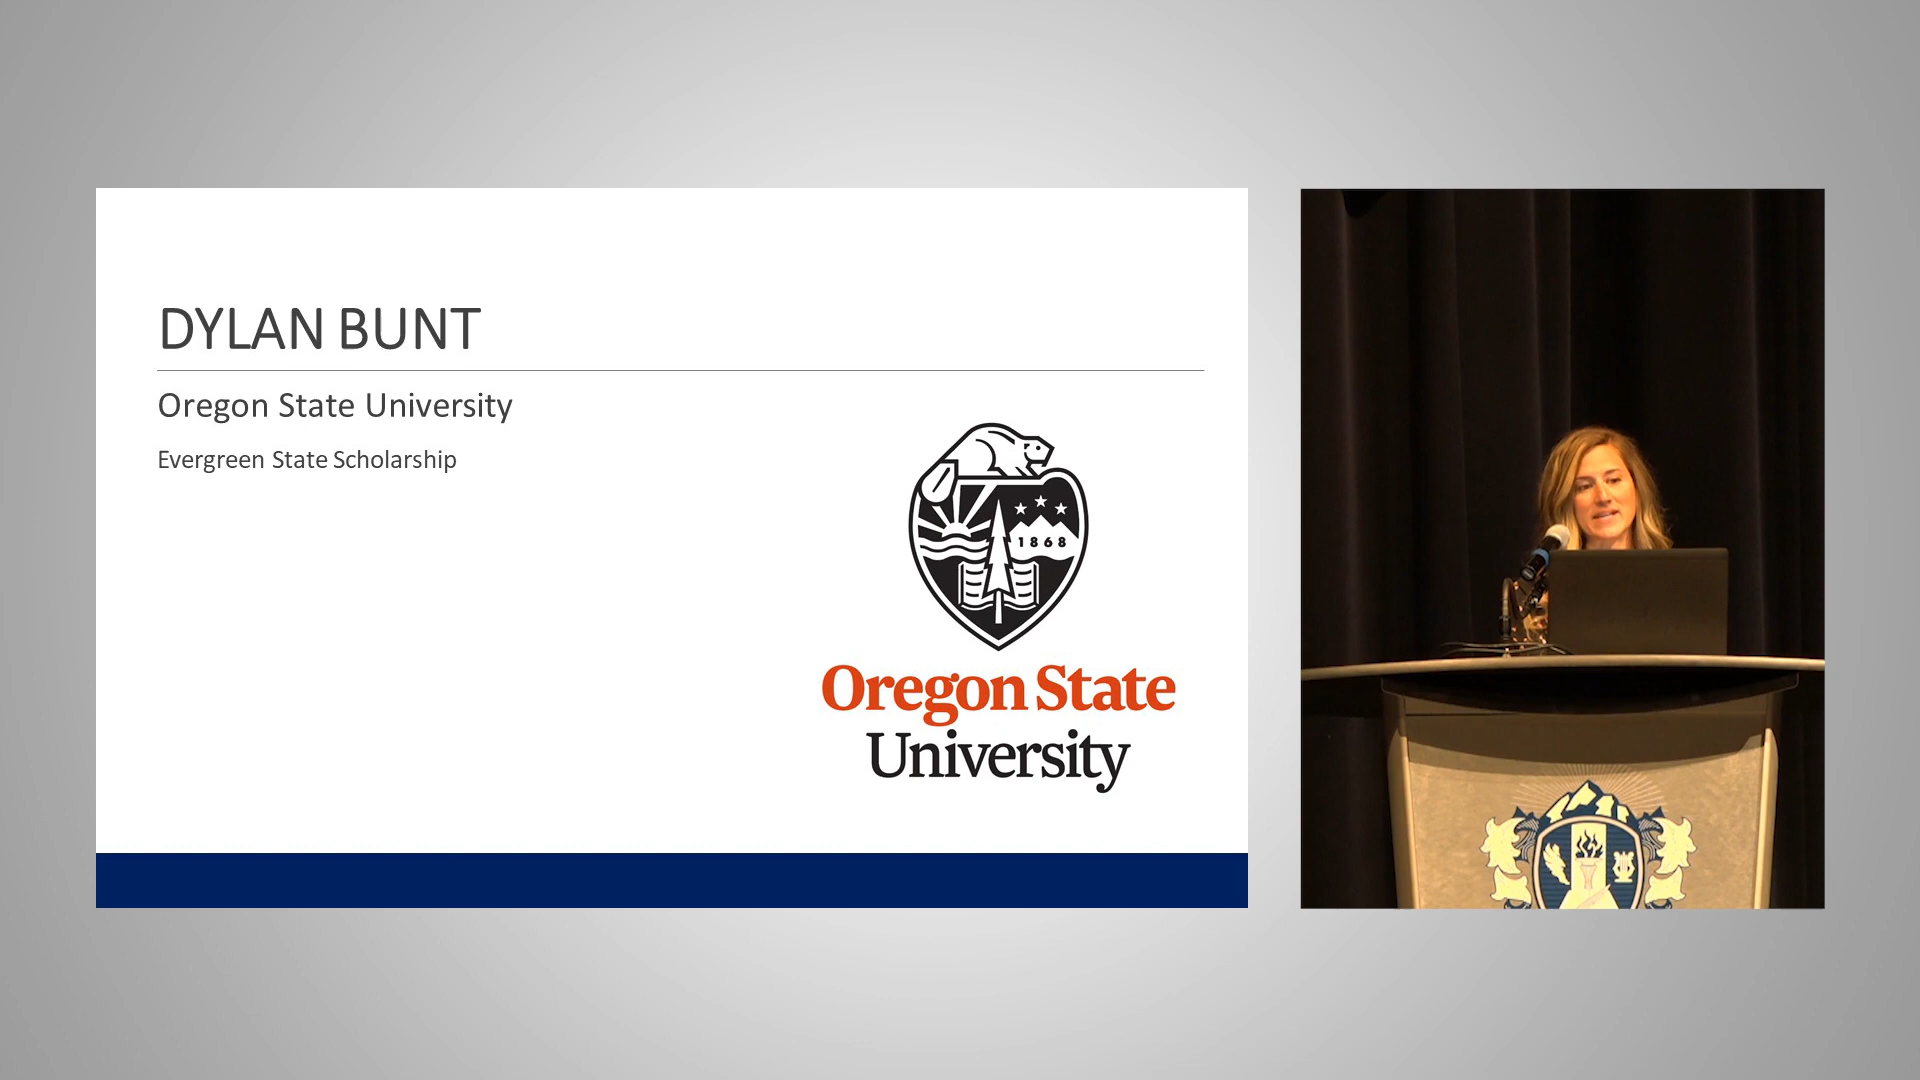 DYLAN BUNT
Oregon State University
Evergreen State Scholarship
1868
Oregon State
University